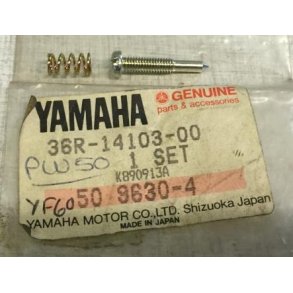 GENUINE
parts & accessories
YAMAHA
36R-14103-00
PW50 1 SET
K890913A
YF60 50 9630-4
YAMAHA MOTOR CO.,LTD. Shizuoka Japan
MADE IN JAPAN